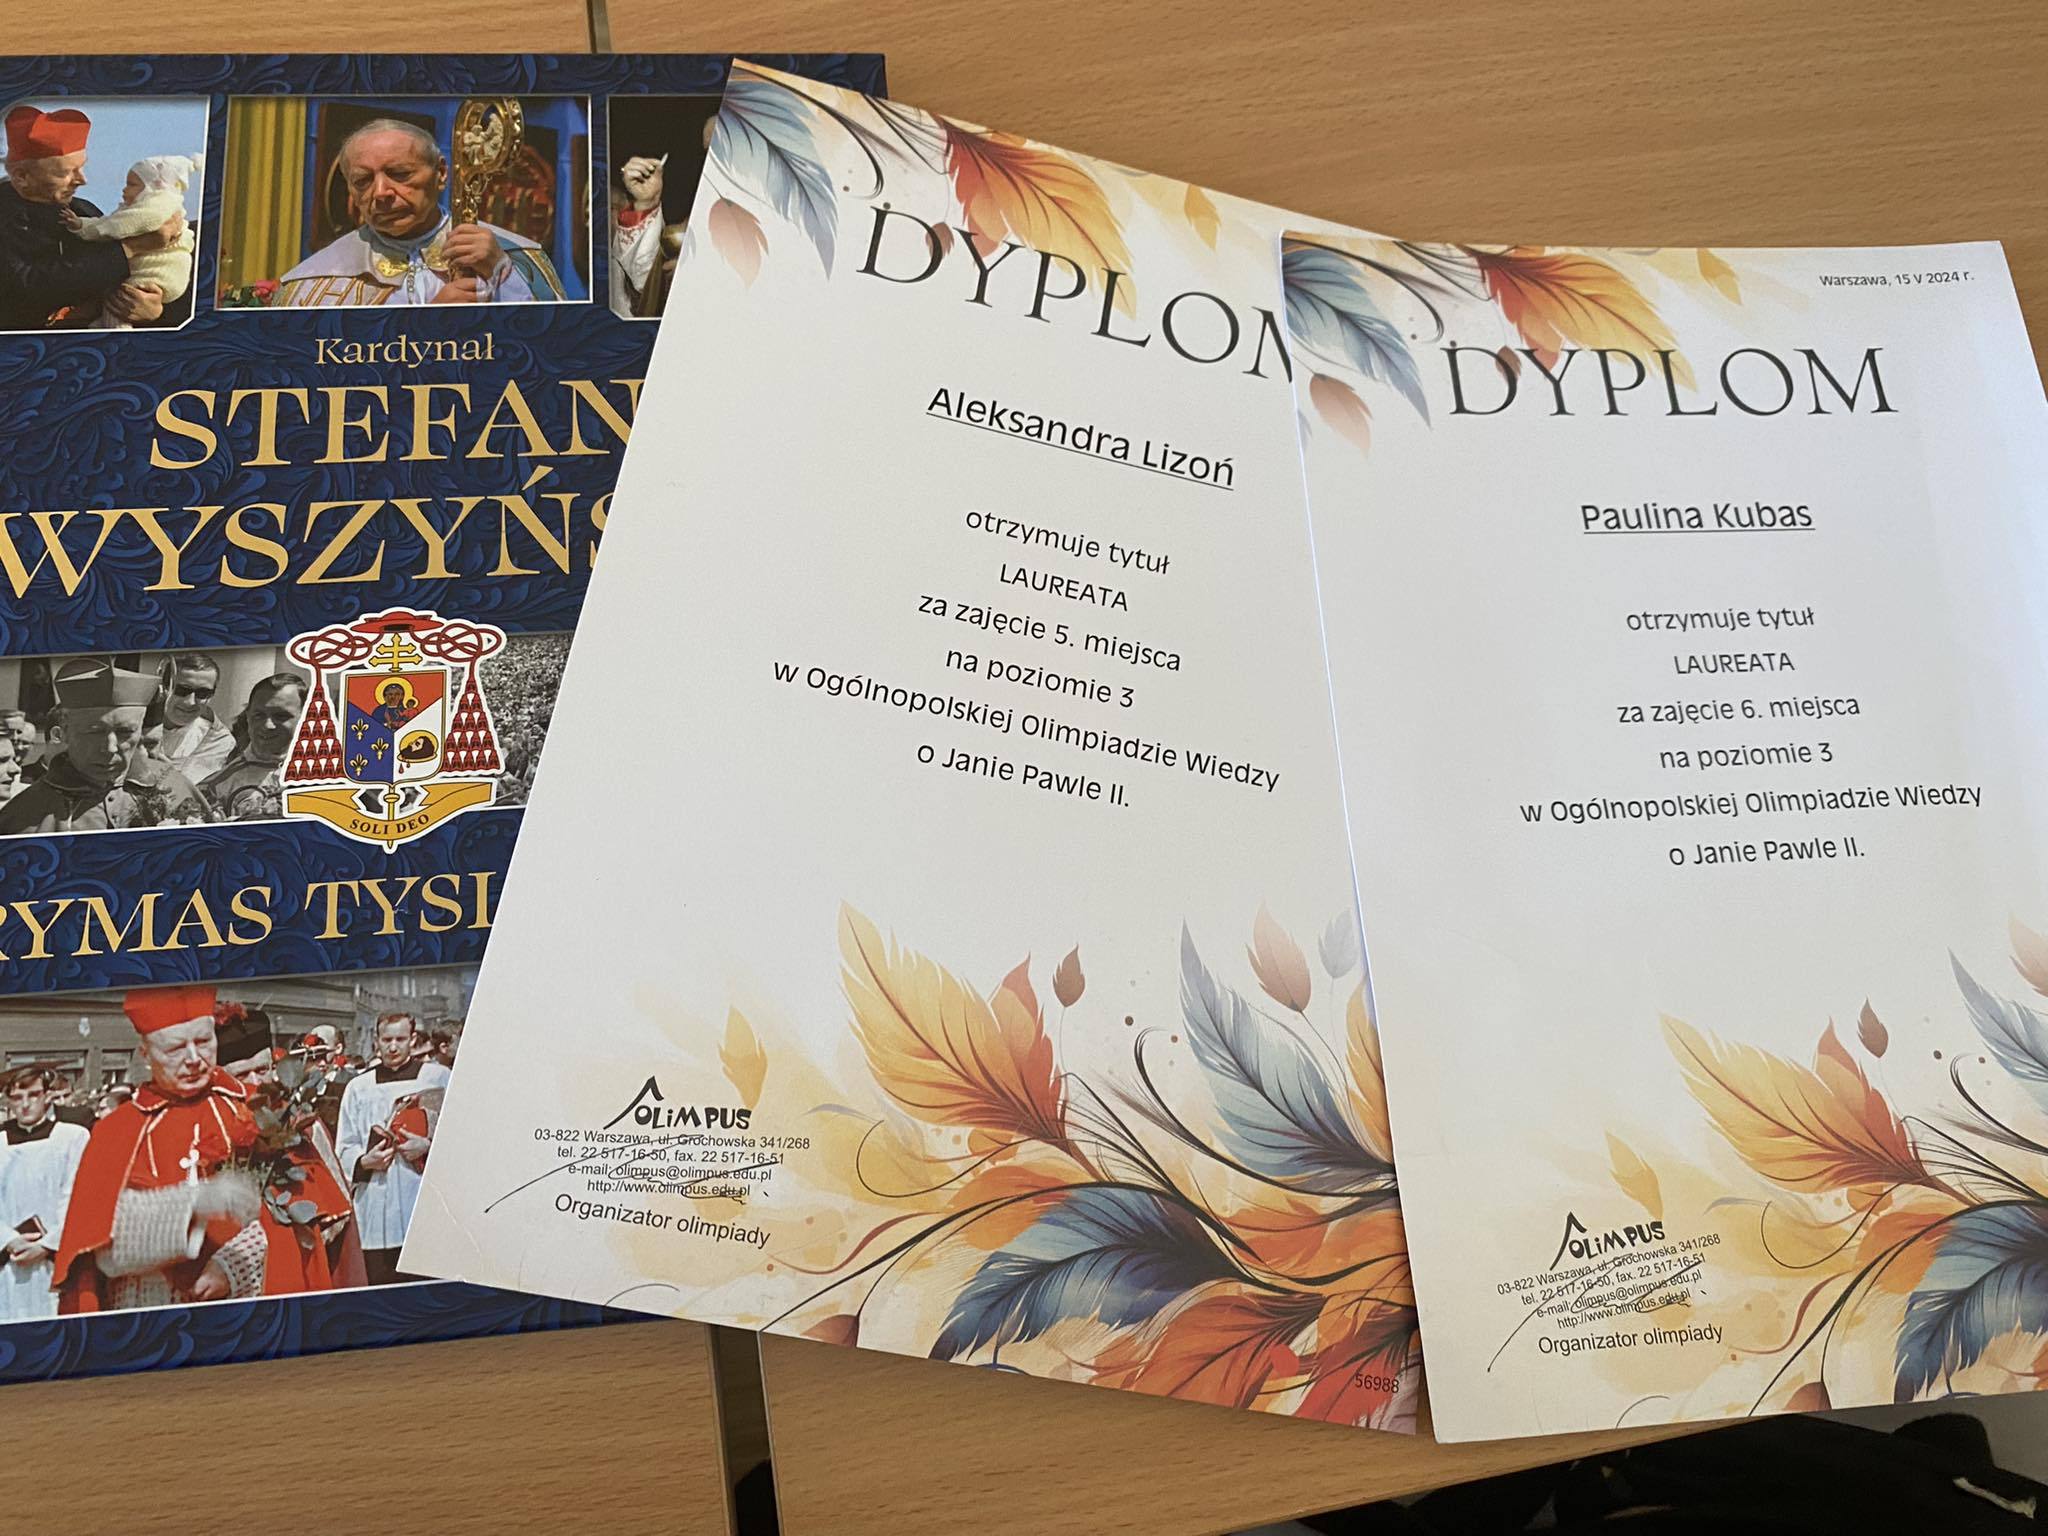 Kardynał
STEFAN
WYSZYŃS
RYMAS TYSI
SOLI DEO
DYPLOM
Aleksandra Lizoń
otrzymuje tytuł
LAUREATA
za zajęcie 5. miejsca
na poziomie 3
w Ogólnopolskiej Olimpiadzie Wiedzy
o Janie Pawle II.
OLiMPUS
03-822 Warszawa, ul. Grochowska 341/268
tel. 22 517-16-50, fax. 22 517-16-51
e-mail: olimpus@olimpus.edu.pl
http://www.olimpus.edu.pl
Organizator olimpiady
56988
Warszawa, 15 V 2024 r.
DYPLOM
Paulina Kubas
otrzymuje tytuł
LAUREATA
za zajęcie 6. miejsca
na poziomie 3
w Ogólnopolskiej Olimpiadzie Wiedzy
o Janie Pawle II.
OLiMPUS
03-822 Warszawa, ul. Grochowska 341/268
tel. 22 517-16-50, fax. 22 517-16-51
e-mail: olimpus@olimpus.edu.pl
http://www.olimpus.edu.pl
Organizator olimpiady